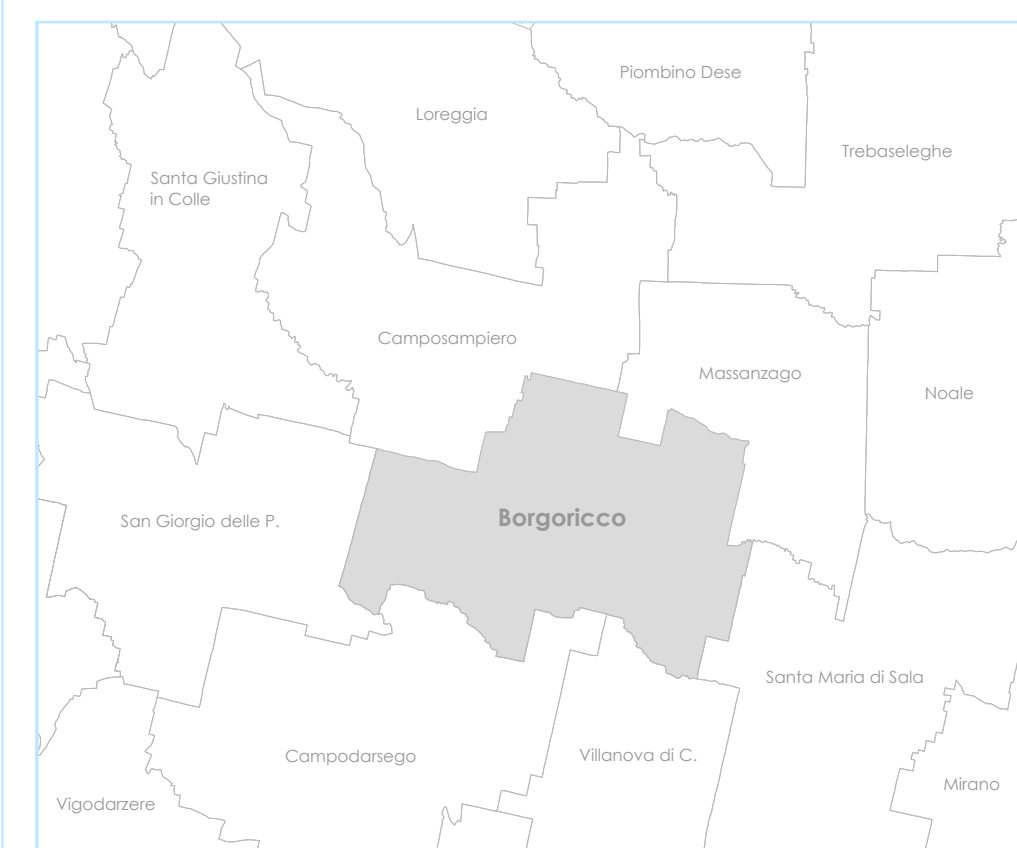 Piombino Dese
Loreggia
Trebaseleghe
Santa Giustina
in Colle
Camposampiero
Massanzago
Noale
San Giorgio delle P.
Borgoricco
Santa Maria di Sala
Campodarsego
Villanova di C.
Mirano
Vigodarzere